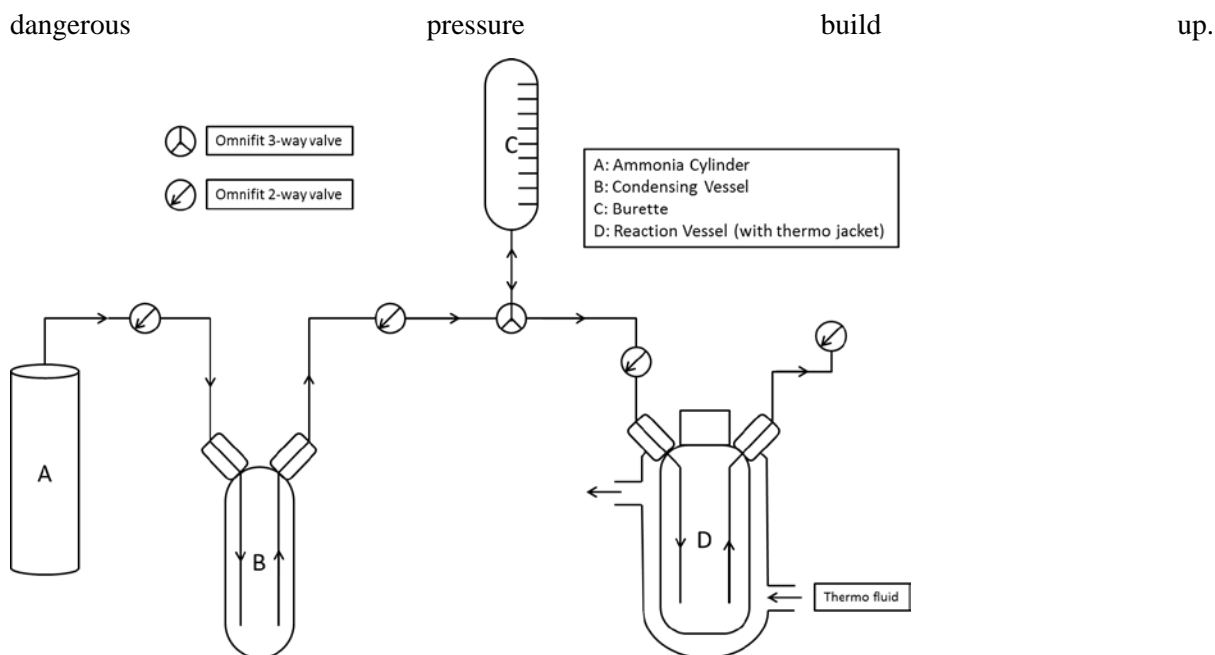 dangerous pressure build up.
Omnifit 3-way valve
Omnifit 2-way valve
C
A: Ammonia Cylinder
B: Condensing Vessel
C: Burette
D: Reaction Vessel (with thermo jacket)
A
B
D
Thermo fluid